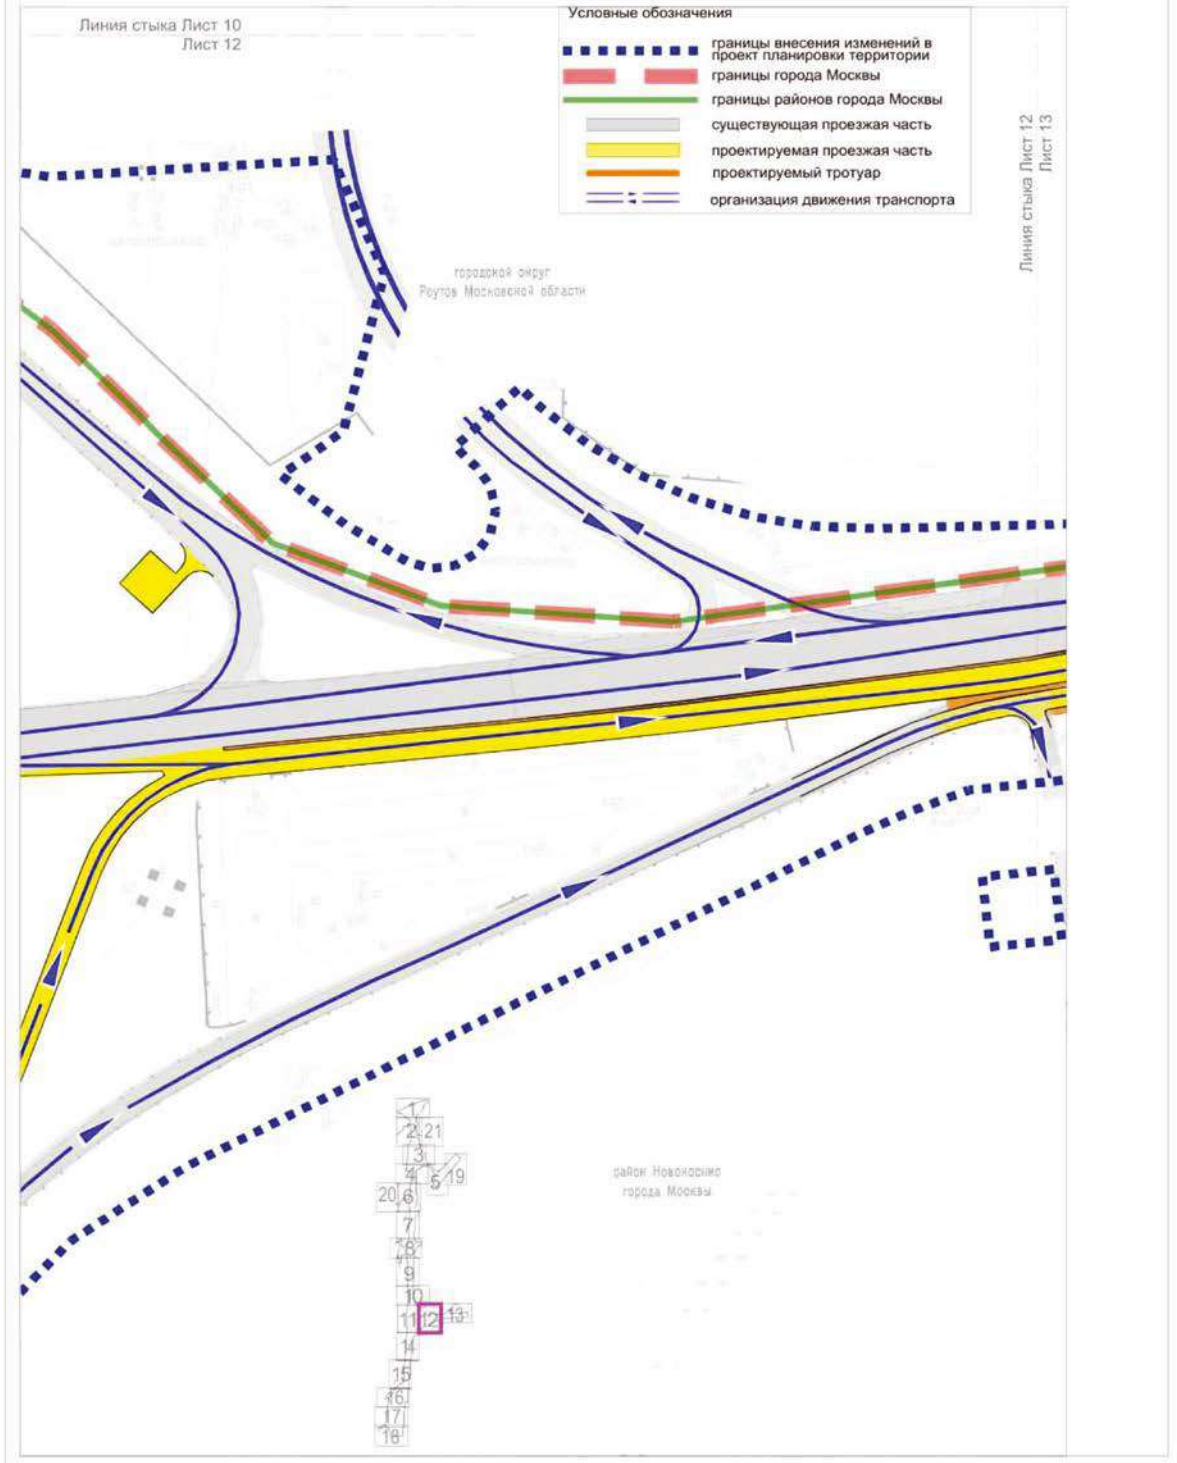 Линия стыка Лист 10
Лист 12
Условные обозначения
границы внесения изменений в
проект планировки территории
границы города Москвы
границы районов города Москвы
существующая проезжая часть
проектируемая проезжая часть
проектируемый тротуар
организация движения транспорта
Линия стыка Лист 12
Лист 13
городской округ
Реутов Московской области
район Новокосино
города Москвы
1
2 21
3
4 5 19
20 6
7
8
9
10
11 12 13
14
15
16
17
18